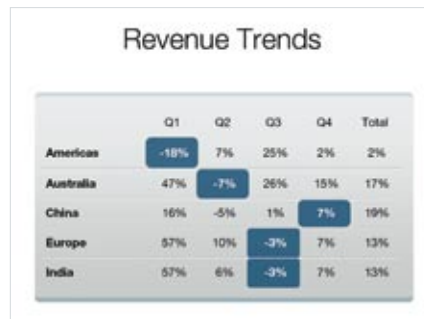 Revenue Trends
Q1 Q2 Q3 Q4 Total
Americas -18% 7% 25% 2% 2%
Australia 47% -7% 26% 15% 17%
China 16% -5% 1% 7% 19%
Europe 57% 10% -3% 7% 13%
India 57% 6% -3% 7% 13%